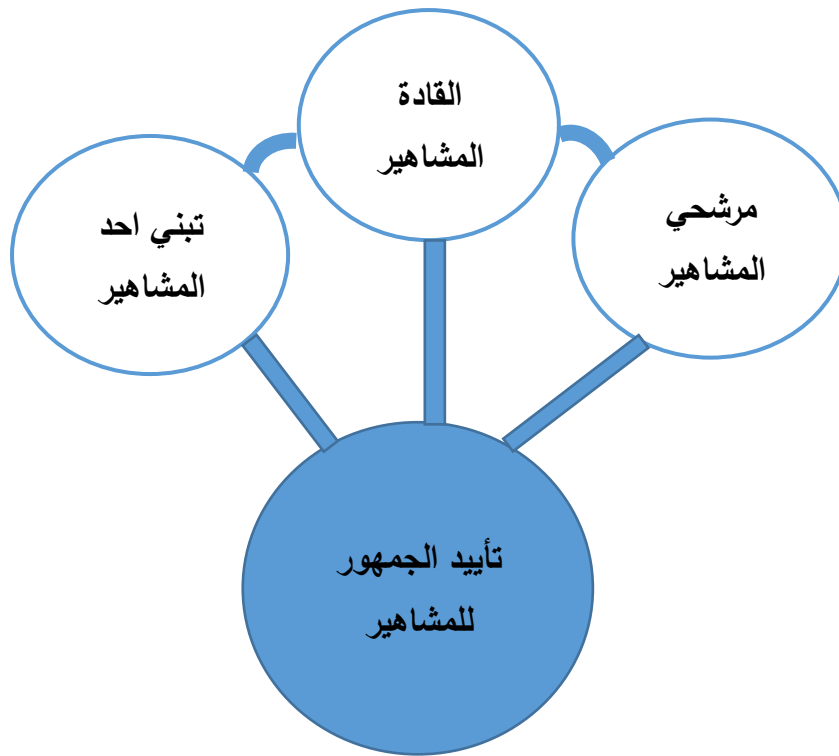 القادة
المشاهير
مرشحي
المشاهير
تبني احد
المشاهير
تأييد الجمهور
للمشاهير